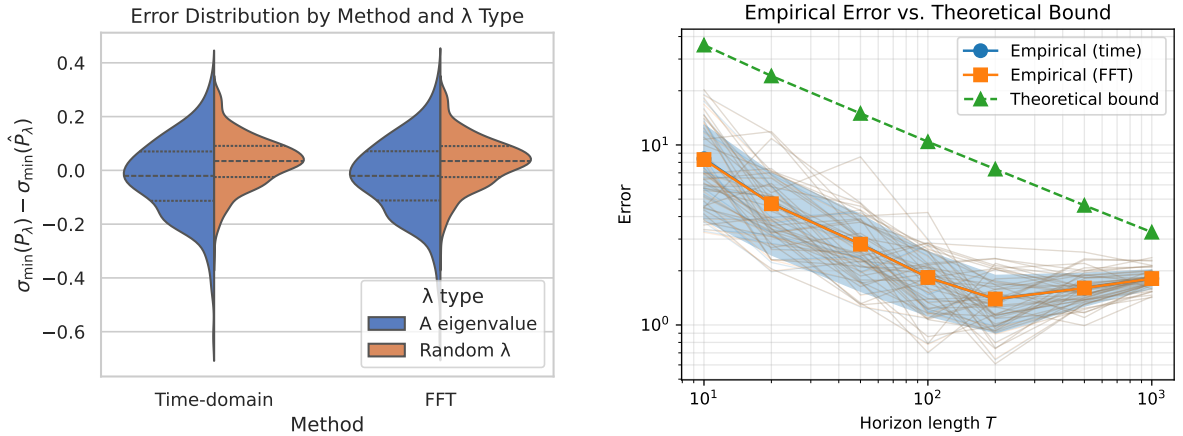 Error Distribution by Method and λ Type
σmin(Pλ) − σmin(P̂λ)
0.4
0.2
0.0
−0.2
−0.4
−0.6
λ type
A eigenvalue
Random λ
Time-domain
FFT
Method
Empirical Error vs. Theoretical Bound
Empirical (time)
Empirical (FFT)
Theoretical bound
Error
10¹
10⁰
10¹
10²
10³
Horizon length T